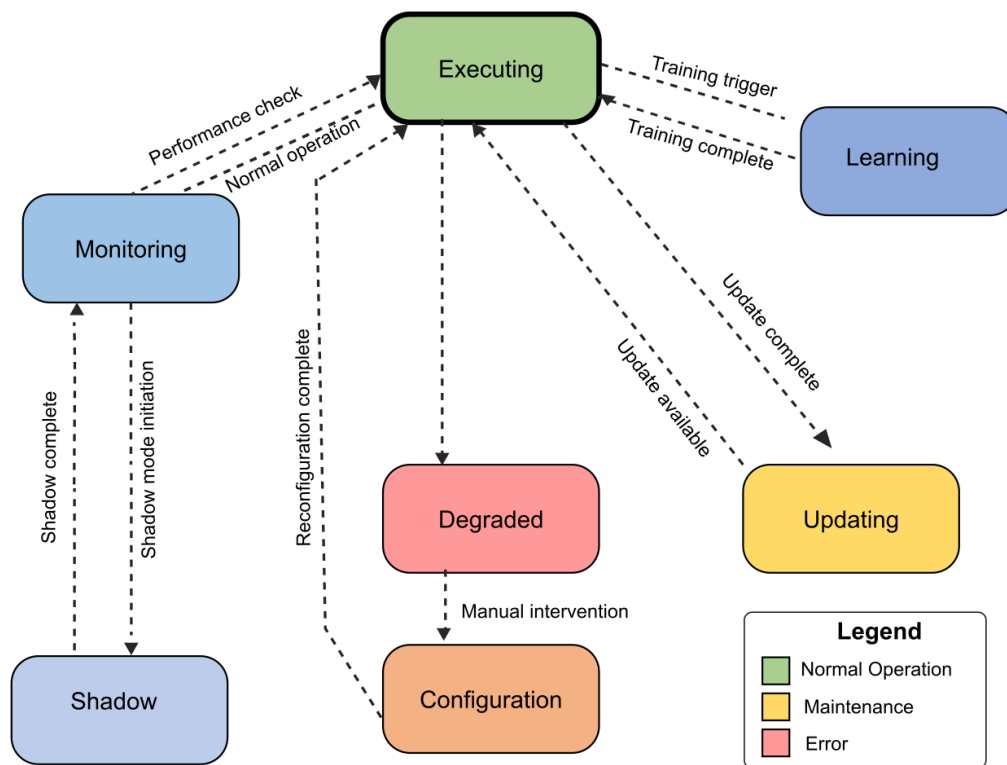 Executing
Training trigger
Performance check
Training complete
Normal operation
Learning
Monitoring
Update complete
Update available
Reconfiguration complete
Shadow complete
Shadow mode initiation
Degraded
Updating
Manual intervention
Legend
Normal Operation
Maintenance
Error
Shadow
Configuration